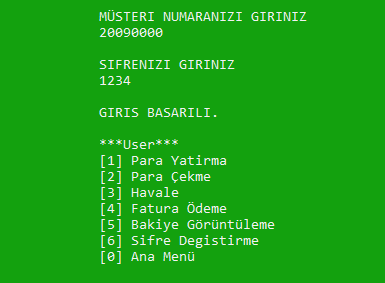 MÜSTERI NUMARANIZI GIRINIZ
20090000
SIFRENIZI GIRINIZ
1234
GIRIS BASARILI.
***User***
[1] Para Yatirma
[2] Para Çekme
[3] Havale
[4] Fatura Ödeme
[5] Bakiye Görüntüleme
[6] Sifre Degistirme
[0] Ana Menü